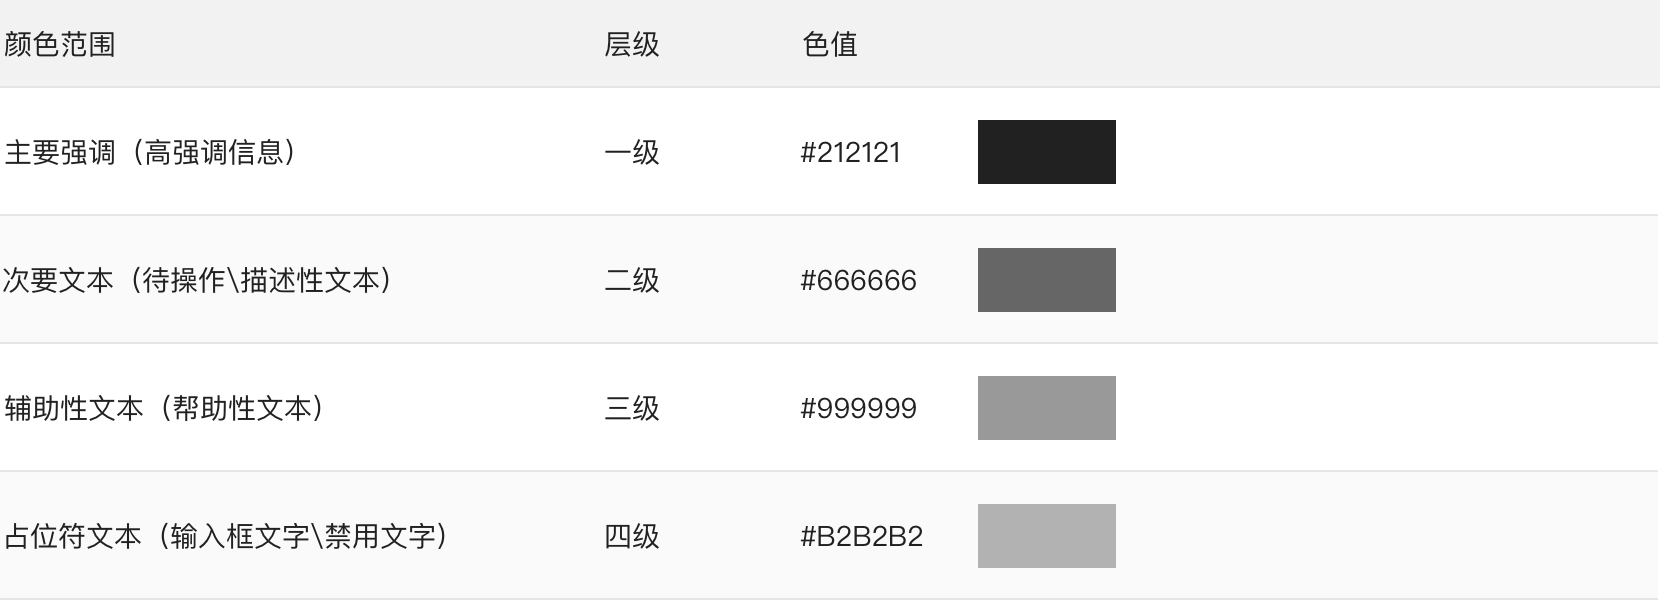 颜色范围 层级 色值
主要强调（高强调信息） 一级 #212121
次要文本（待操作\描述性文本） 二级 #666666
辅助性文本（帮助性文本） 三级 #999999
占位符文本（输入框文字\禁用文字） 四级 #B2B2B2